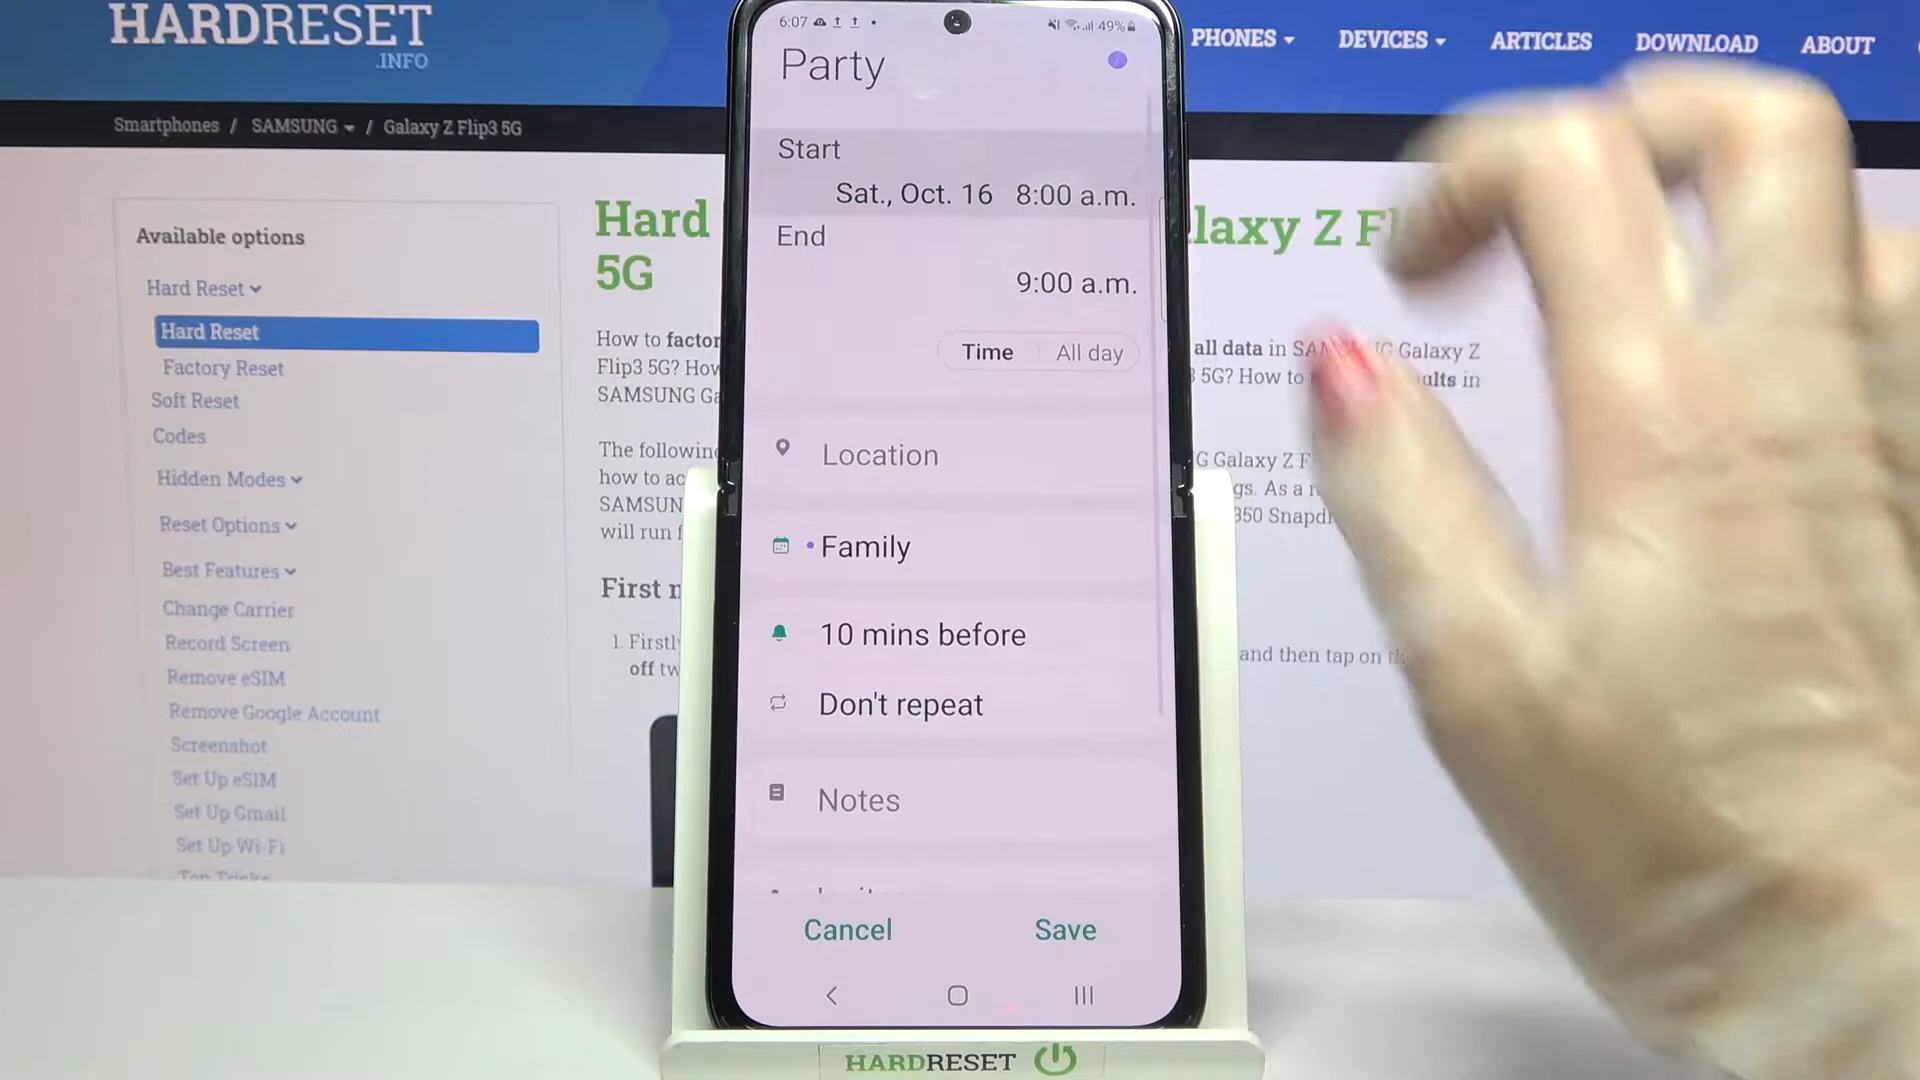 HARDRESET
.INFO
PHONES
DEVICES
ARTICLES
DOWNLOAD
ABOUT
Smartphones / SAMSUNG / Galaxy Z Flip3 5G
Available options
Hard Reset
Hard Reset
Factory Reset
Soft Reset
Codes
Hidden Modes
Reset Options
Best Features
Change Carrier
Record Screen
Remove eSIM
Remove Google Account
Screenshot
Set Up eSIM
Set Up Gmail
Set Up Wi-Fi
Top Tricks
Hard
laxy Z F
5G
How to factor
all data in SAMSUNG Galaxy Z
Flip3 5G? How
5G? How to
ults in
SAMSUNG Ga
The following
G Galaxy Z F
how to ac
gs. As a
SAMSUN
350 Snapd
will run f
First
1. Firstl
and then tap on
off tw
6:07
49%
Party
Start
Sat., Oct. 16 8:00 a.m.
End
9:00 a.m.
Time All day
Location
Family
10 mins before
Don't repeat
Notes
Cancel Save
HARDRESET